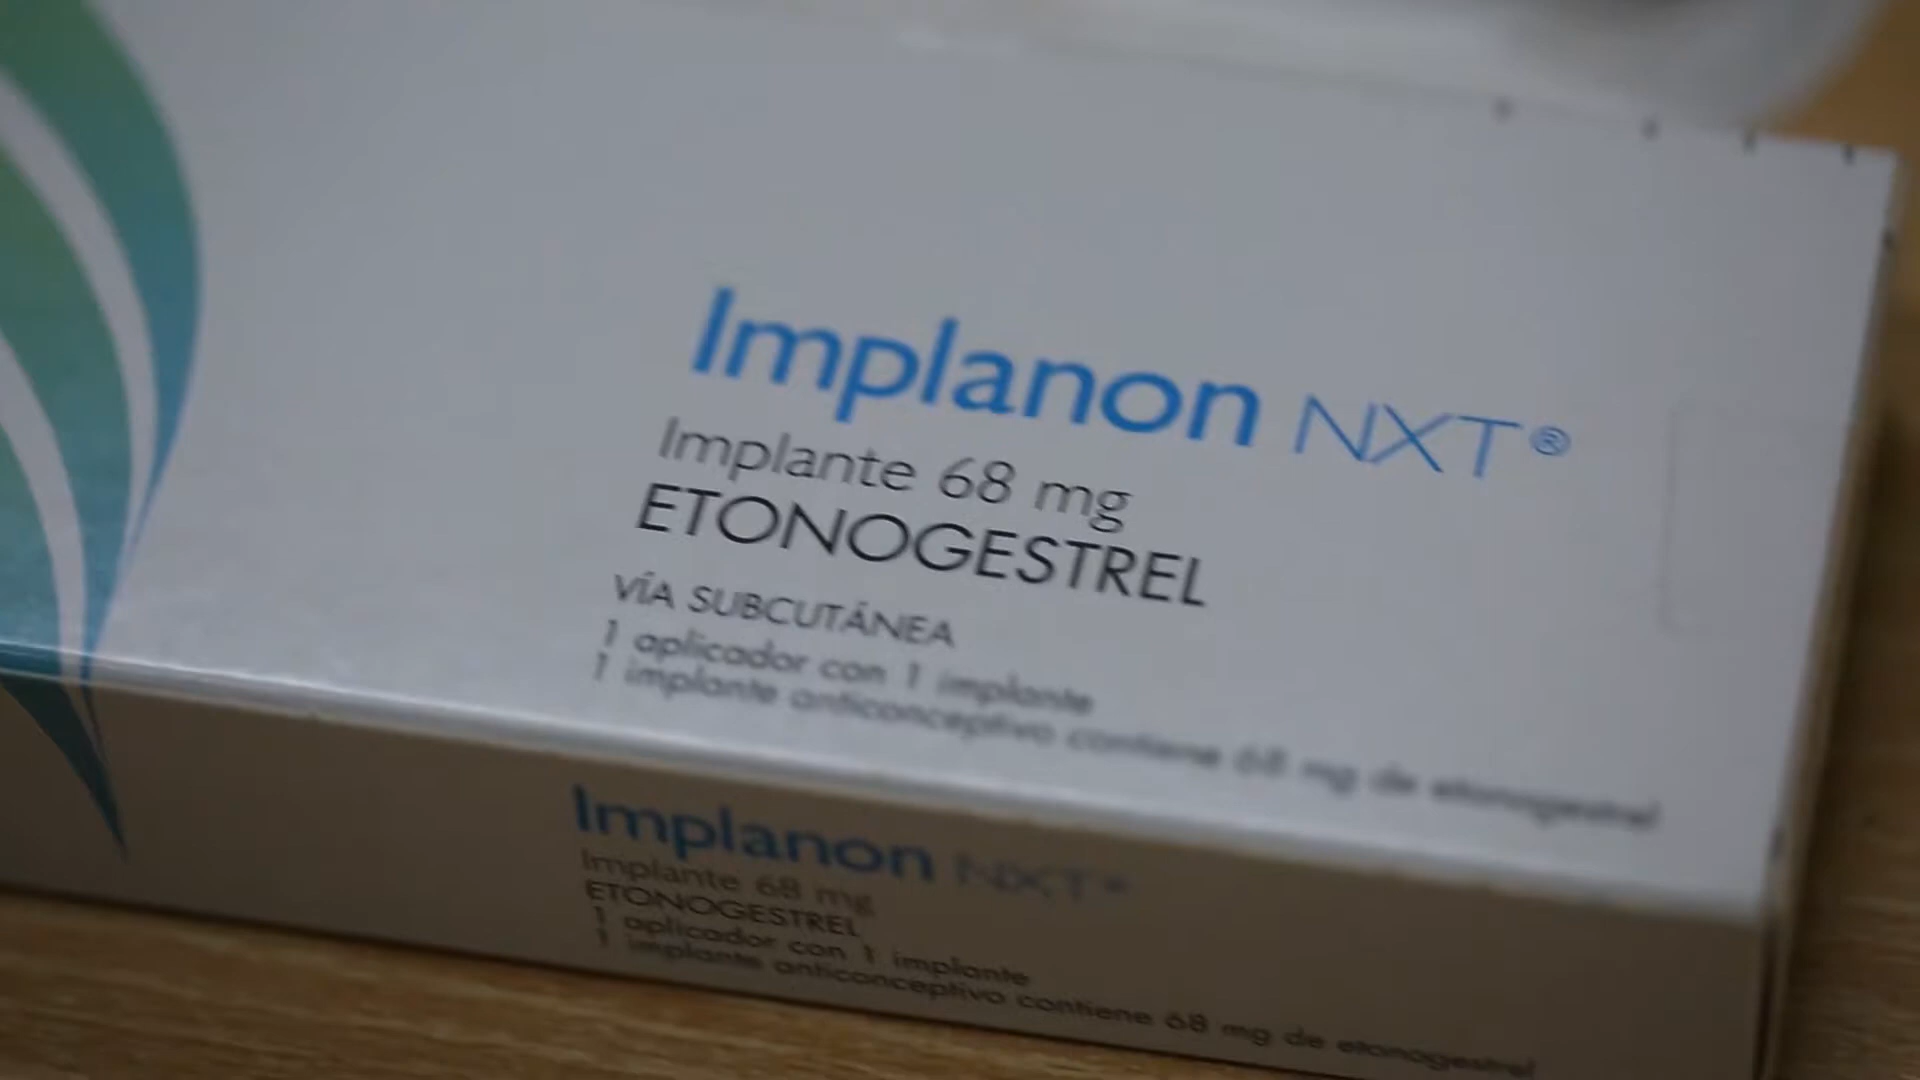 Implanon NXT®
Implante 68 mg
ETONOGESTREL
VÍA SUBCUTÁNEA
1 aplicador con 1 implante
1 implante anticonceptivo contiene 68 mg de etonogestrel
Implanon NXT®
Implante 68 mg
ETONOGESTREL
1 aplicador con 1 implante
1 implante anticonceptivo contiene 68 mg de etonogestrel